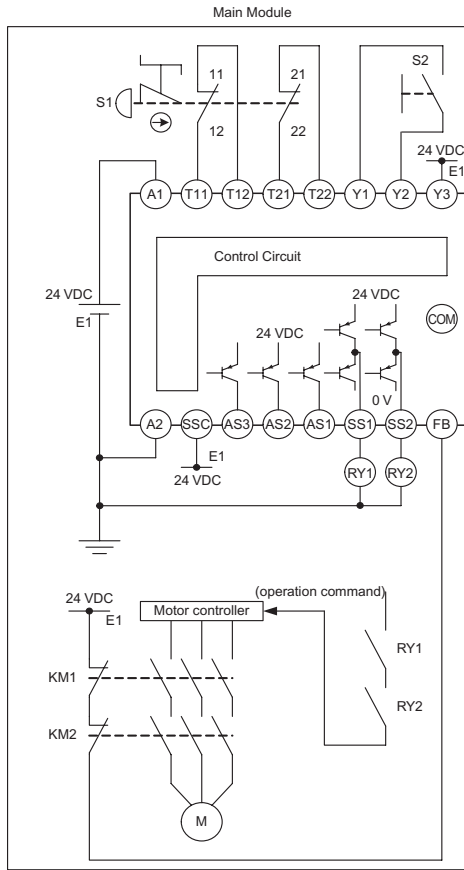 Main Module
11
21
S2
S1
12
22
24 VDC
E1
A1
T11
T12
T21
T22
Y1
Y2
Y3
Control Circuit
24 VDC
E1
24 VDC
24 VDC
COM
0 V
A2
SSC
AS3
AS2
AS1
SS1
SS2
FB
E1
24 VDC
RY1
RY2
24 VDC
E1
(operation command)
Motor controller
RY1
KM1
RY2
KM2
M